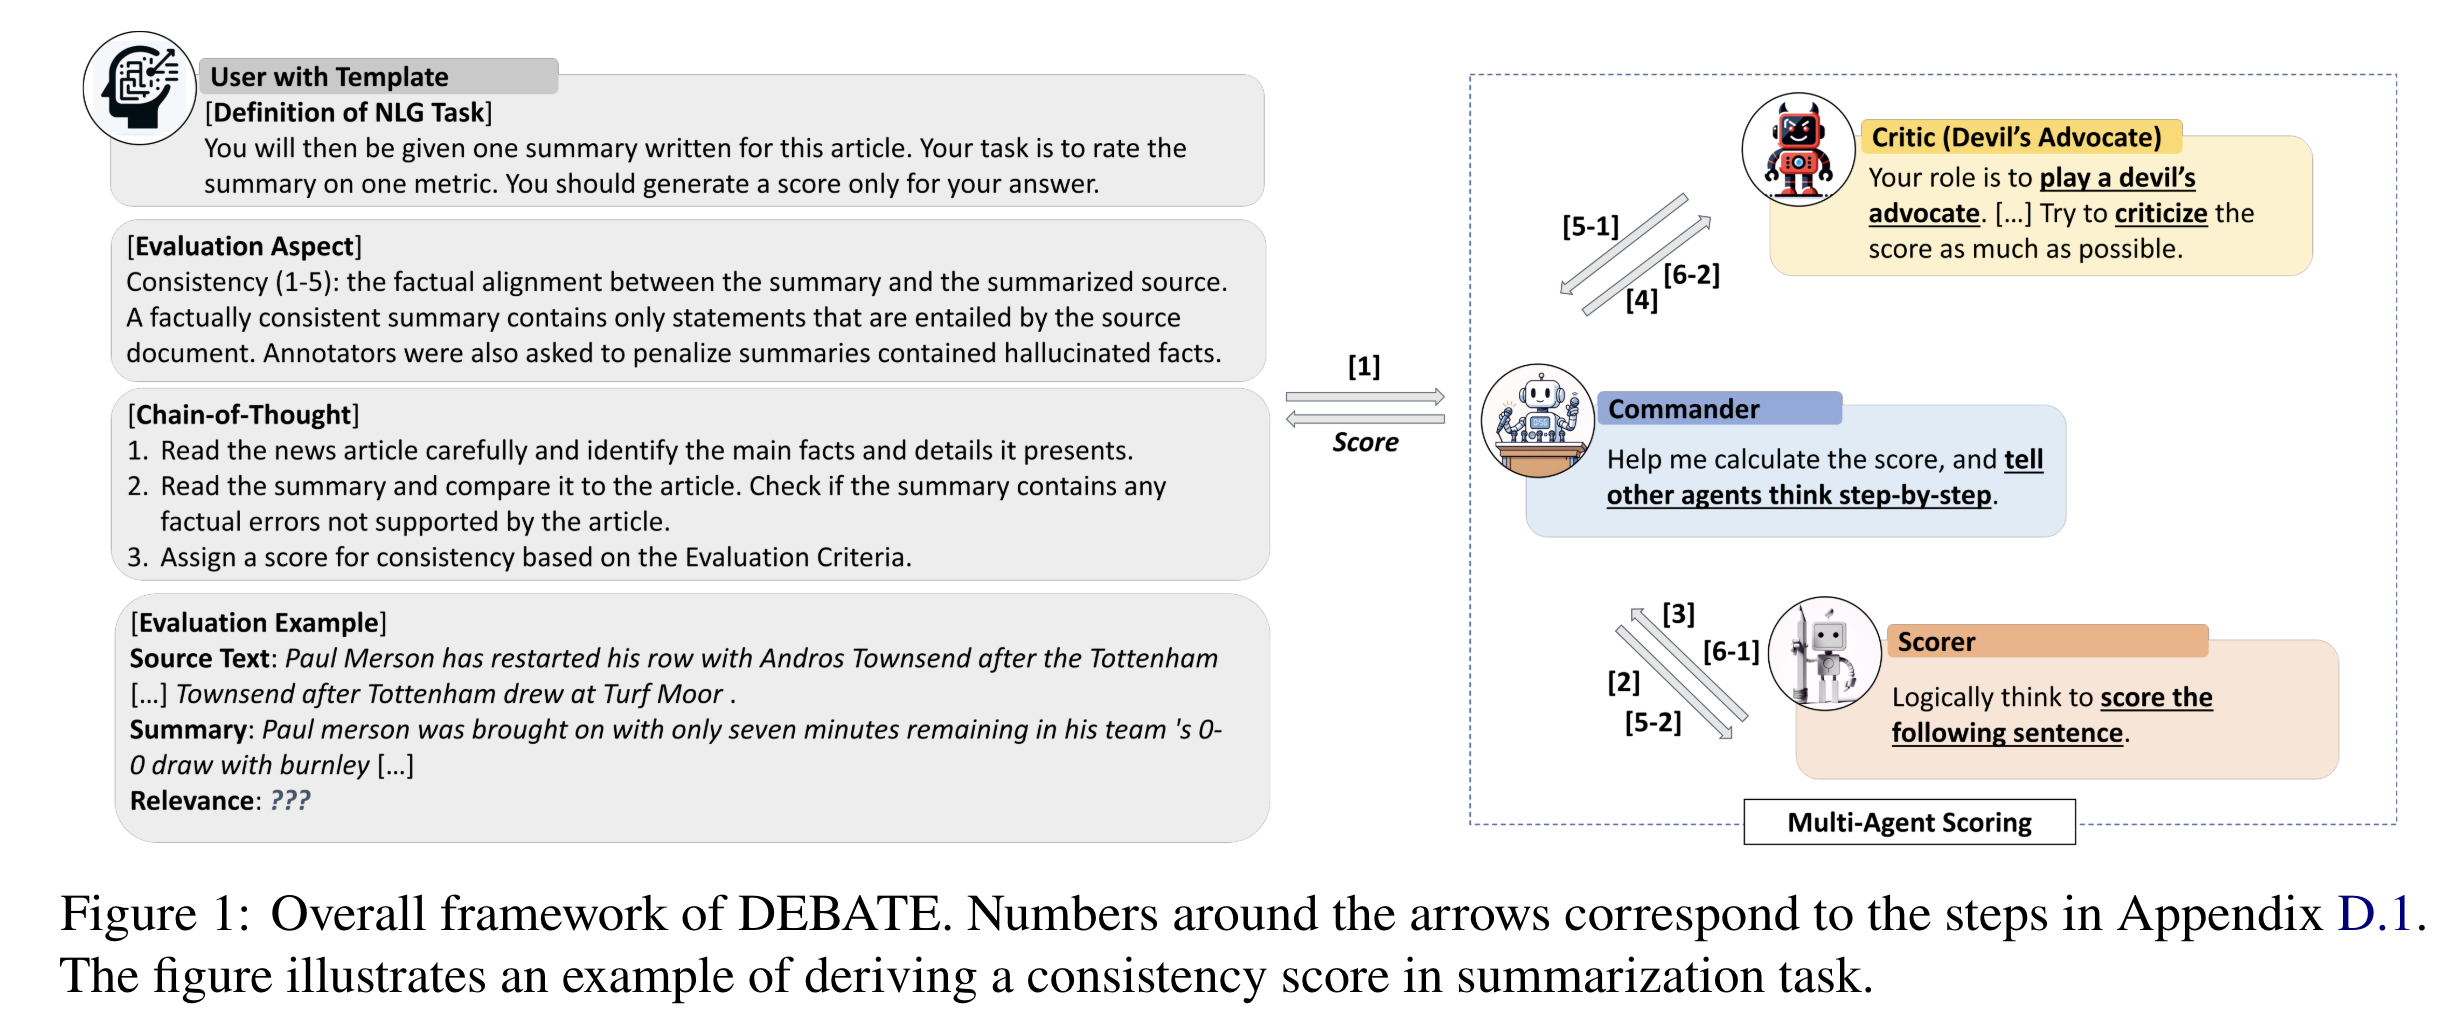 User with Template
[Definition of NLG Task]
You will then be given one summary written for this article. Your task is to rate the
summary on one metric. You should generate a score only for your answer.
[Evaluation Aspect]
Consistency (1-5): the factual alignment between the summary and the summarized source.
A factually consistent summary contains only statements that are entailed by the source
document. Annotators were also asked to penalize summaries contained hallucinated facts.
[Chain-of-Thought]
1. Read the news article carefully and identify the main facts and details it presents.
2. Read the summary and compare it to the article. Check if the summary contains any
factual errors not supported by the article.
3. Assign a score for consistency based on the Evaluation Criteria.
[Evaluation Example]
Source Text: Paul Merson has restarted his row with Andros Townsend after the Tottenham
[...] Townsend after Tottenham drew at Turf Moor .
Summary: Paul merson was brought on with only seven minutes remaining in his team 's 0-
0 draw with burnley [...]
Relevance: ???
[1]
Score
Critic (Devil's Advocate)
Your role is to play a devil's
advocate. [...] Try to criticize the
score as much as possible.
[5-1]
[6-2]
[4]
Commander
Help me calculate the score, and tell
other agents think step-by-step.
[3]
[6-1]
[2]
[5-2]
Scorer
Logically think to score the
following sentence.
Multi-Agent Scoring
Figure 1: Overall framework of DEBATE. Numbers around the arrows correspond to the steps in Appendix D.1.
The figure illustrates an example of deriving a consistency score in summarization task.